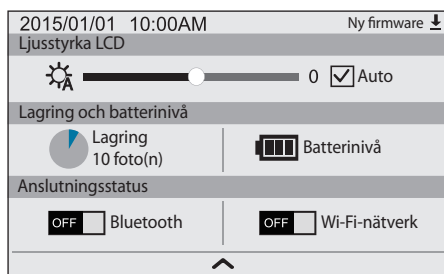 2015/01/01 10:00AM Ny firmware
Ljusstyrka LCD
A 0 Auto
Lagring och batterinivå
Lagring
10 foto(n)
Batterinivå
Anslutningsstatus
OFF Bluetooth OFF Wi-Fi-nätverk